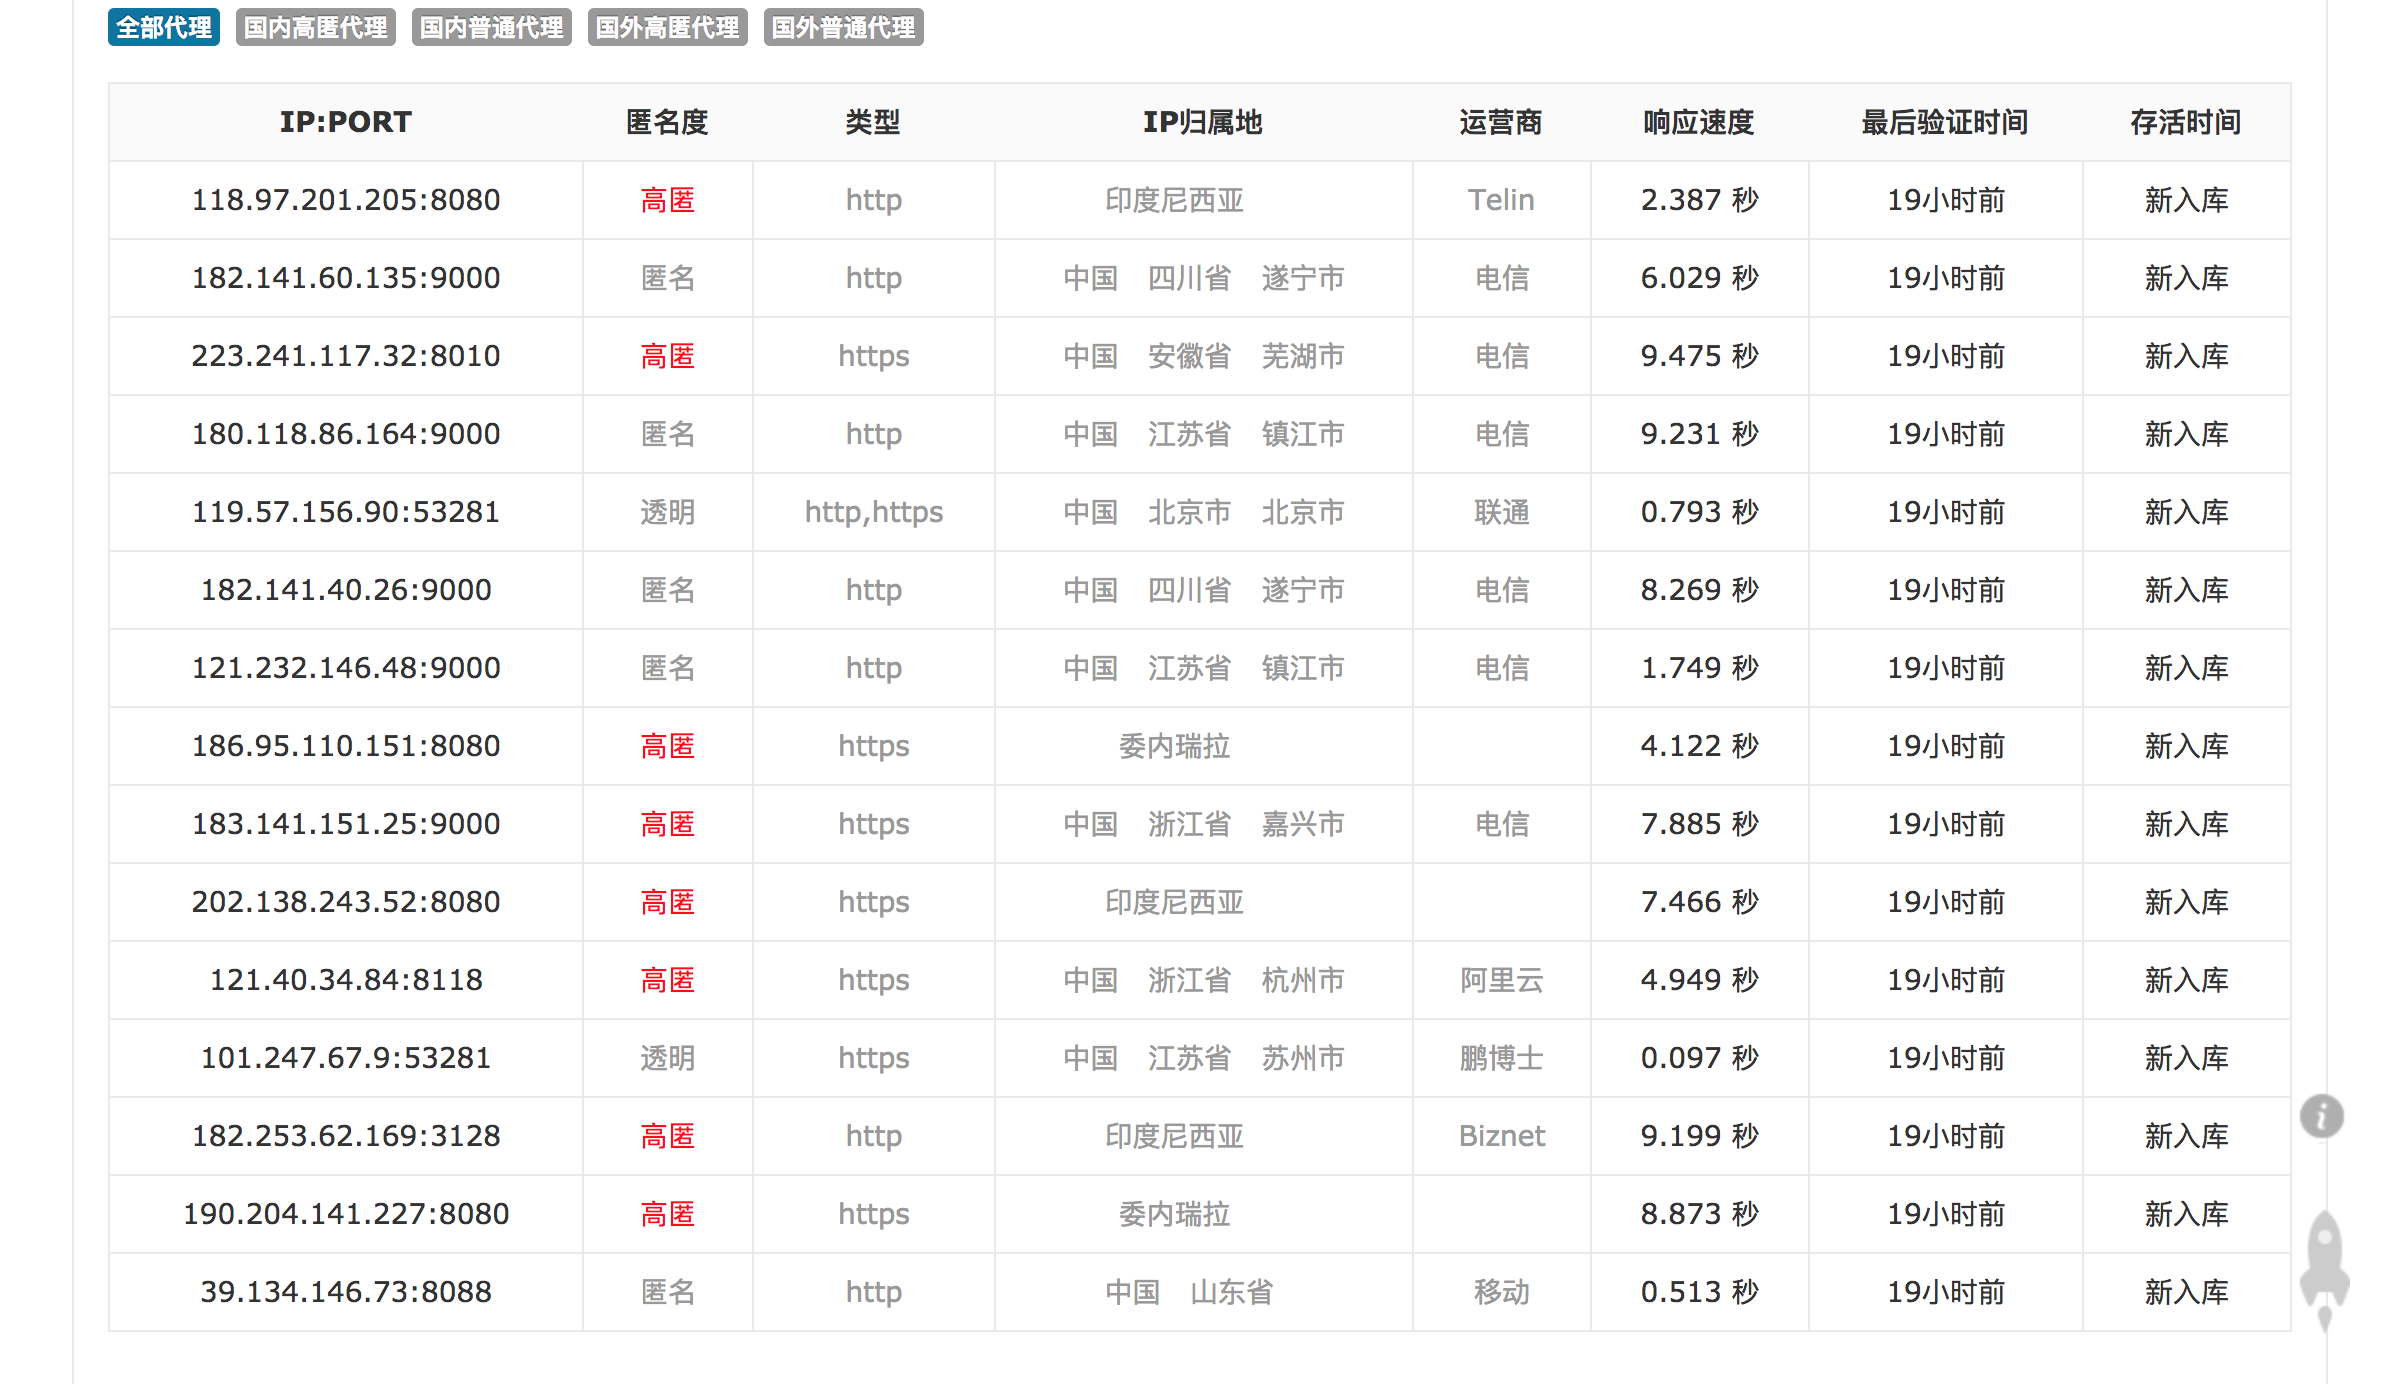 全部代理 国内高匿代理 国内普通代理 国外高匿代理 国外普通代理
IP:PORT 匿名度 类型 IP归属地 运营商 响应速度 最后验证时间 存活时间
118.97.201.205:8080 高匿 http 印度尼西亚 Telin 2.387 秒 19小时前 新入库
182.141.60.135:9000 匿名 http 中国 四川省 遂宁市 电信 6.029 秒 19小时前 新入库
223.241.117.32:8010 高匿 https 中国 安徽省 芜湖市 电信 9.475 秒 19小时前 新入库
180.118.86.164:9000 匿名 http 中国 江苏省 镇江市 电信 9.231 秒 19小时前 新入库
119.57.156.90:53281 透明 http,https 中国 北京市 北京市 联通 0.793 秒 19小时前 新入库
182.141.40.26:9000 匿名 http 中国 四川省 遂宁市 电信 8.269 秒 19小时前 新入库
121.232.146.48:9000 匿名 http 中国 江苏省 镇江市 电信 1.749 秒 19小时前 新入库
186.95.110.151:8080 高匿 https 委内瑞拉 4.122 秒 19小时前 新入库
183.141.151.25:9000 高匿 https 中国 浙江省 嘉兴市 电信 7.885 秒 19小时前 新入库
202.138.243.52:8080 高匿 https 印度尼西亚 7.466 秒 19小时前 新入库
121.40.34.84:8118 高匿 https 中国 浙江省 杭州市 阿里云 4.949 秒 19小时前 新入库
101.247.67.9:53281 透明 https 中国 江苏省 苏州市 鹏博士 0.097 秒 19小时前 新入库
182.253.62.169:3128 高匿 http 印度尼西亚 Biznet 9.199 秒 19小时前 新入库
190.204.141.227:8080 高匿 https 委内瑞拉 8.873 秒 19小时前 新入库
39.134.146.73:8088 匿名 http 中国 山东省 移动 0.513 秒 19小时前 新入库